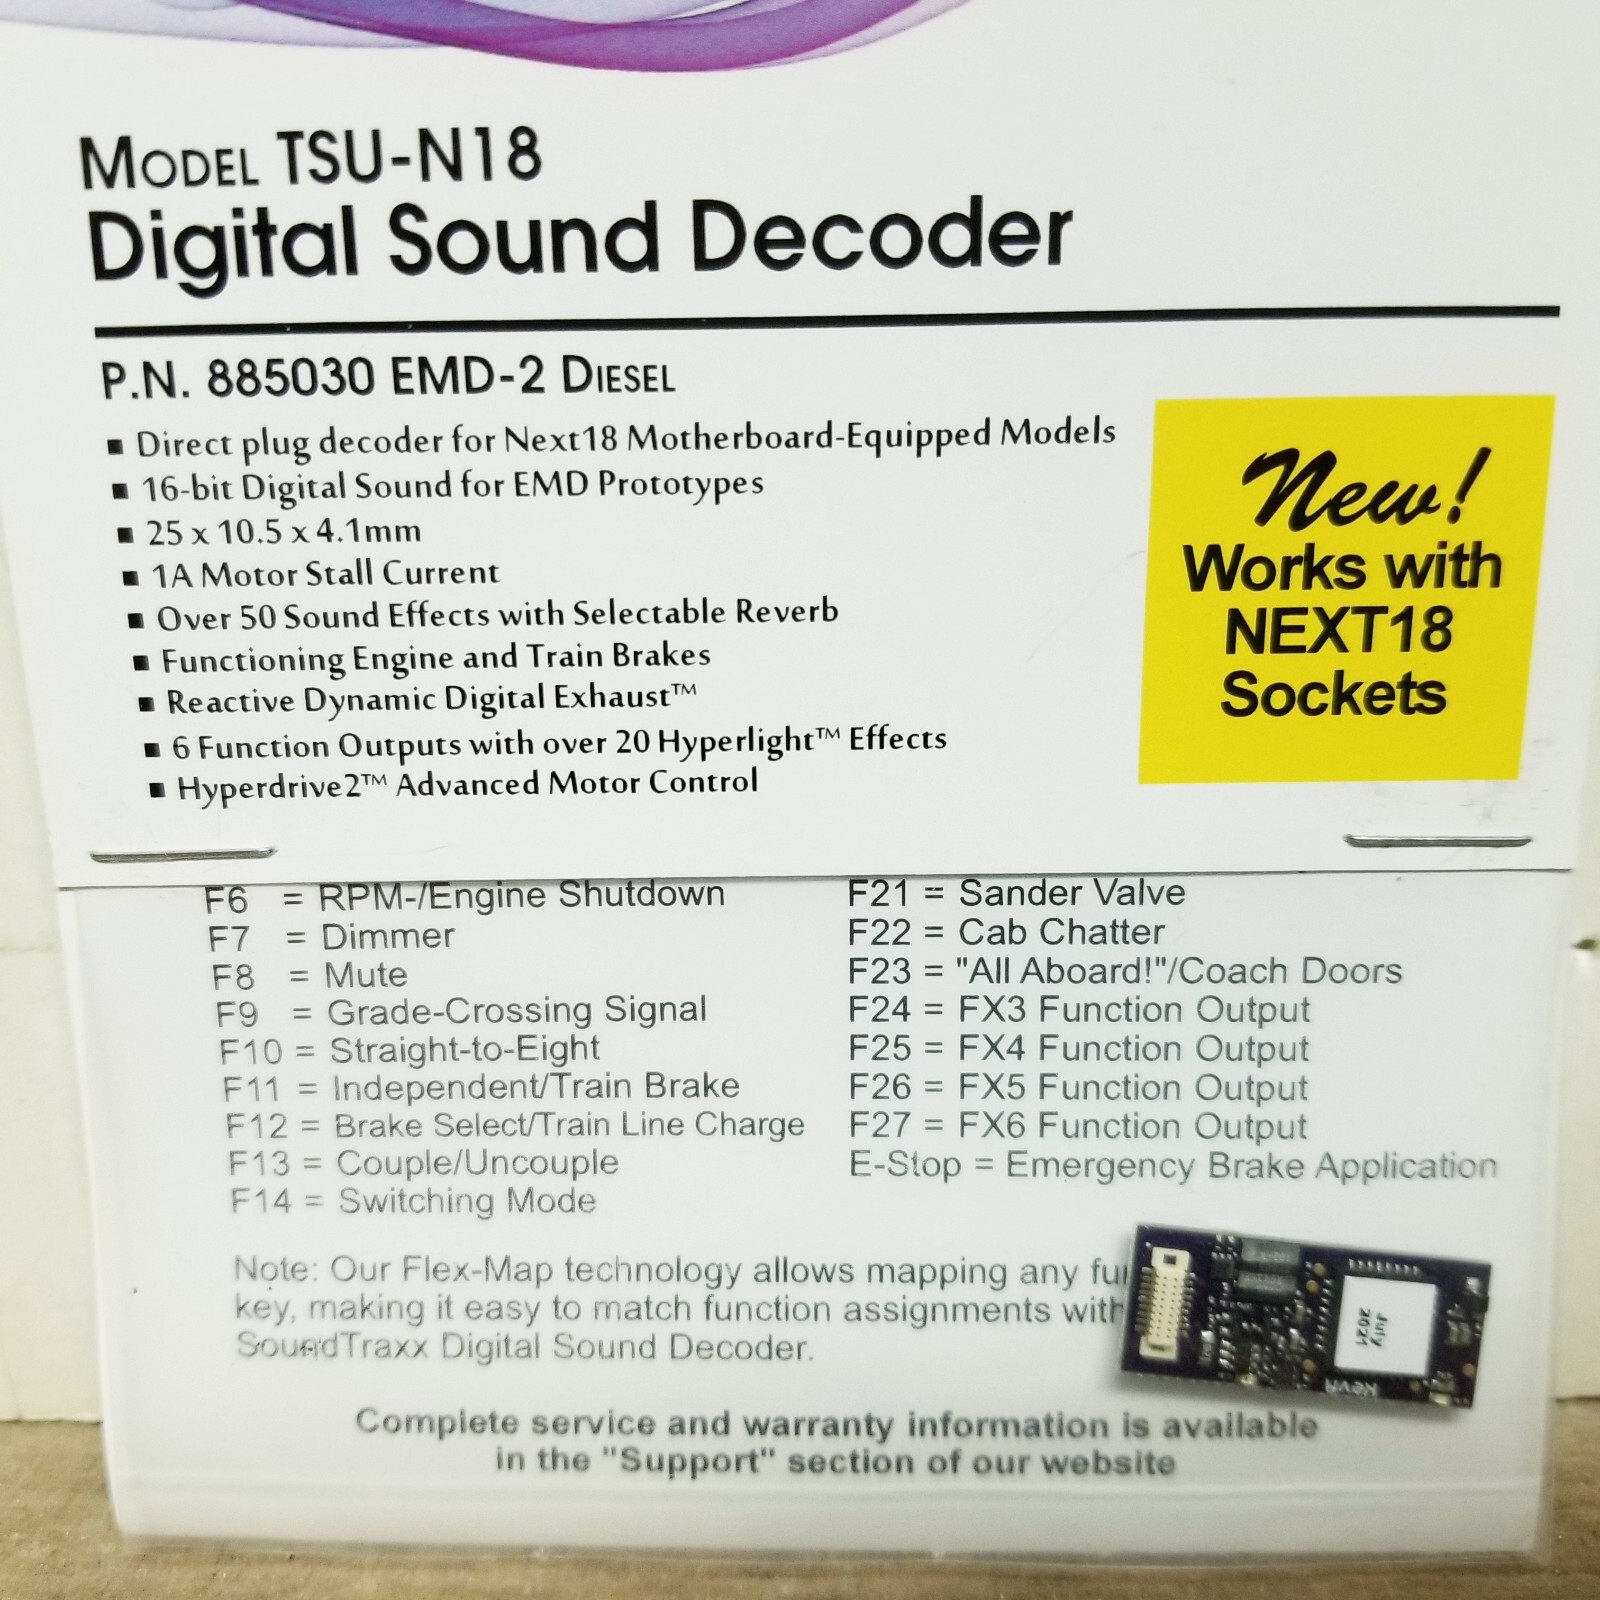 MODEL TSU-N18
Digital Sound Decoder
P.N. 885030 EMD-2 DIESEL
▪ Direct plug decoder for Next18 Motherboard-Equipped Models
▪ 16-bit Digital Sound for EMD Prototypes
▪ 25 x 10.5 x 4.1mm
▪ 1A Motor Stall Current
▪ Over 50 Sound Effects with Selectable Reverb
▪ Functioning Engine and Train Brakes
▪ Reactive Dynamic Digital Exhaust™
▪ 6 Function Outputs with over 20 Hyperlight™ Effects
▪ Hyperdrive2™ Advanced Motor Control
New!
Works with
NEXT18
Sockets
F6 = RPM-/Engine Shutdown
F7 = Dimmer
F8 = Mute
F9 = Grade-Crossing Signal
F10 = Straight-to-Eight
F11 = Independent/Train Brake
F12 = Brake Select/Train Line Charge
F13 = Couple/Uncouple
F14 = Switching Mode
F21 = Sander Valve
F22 = Cab Chatter
F23 = "All Aboard!"/Coach Doors
F24 = FX3 Function Output
F25 = FX4 Function Output
F26 = FX5 Function Output
F27 = FX6 Function Output
E-Stop = Emergency Brake Application
Note: Our Flex-Map technology allows mapping any fu
key, making it easy to match function assignments with
SoundTraxx Digital Sound Decoder.
July
2021
RevA
Complete service and warranty information is available
in the "Support" section of our website